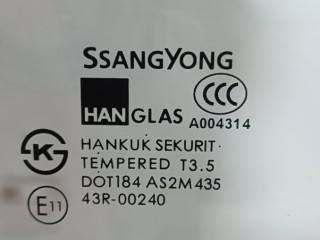 SSANGYONG
HANGLAS
CCC
A004314
K S
HANKUK SEKURIT·
TEMPERED T3.5
DOT184 AS2M435
E11 43R-00240